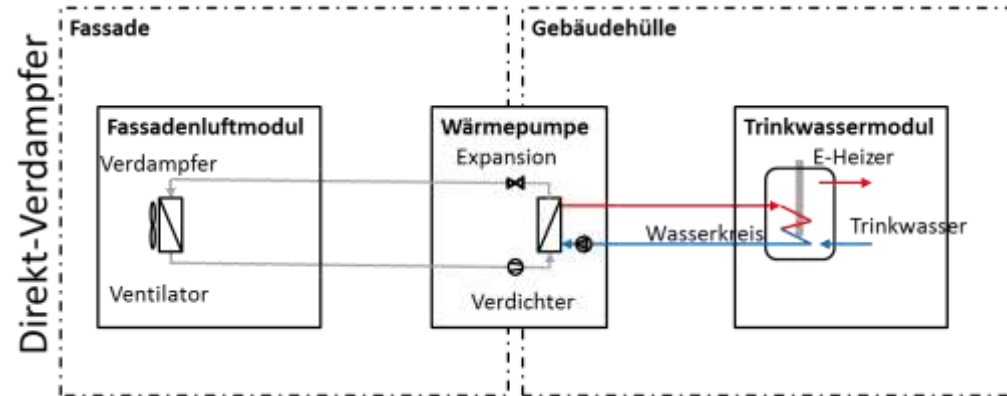 Direkt-Verdampfer
Fassade
Gebäudehülle
Fassadenluftmodul
Verdampfer
Ventilator
Wärmepumpe
Expansion
Verdichter
Trinkwassermodul
E-Heizer
Wasserkreis
Trinkwasser